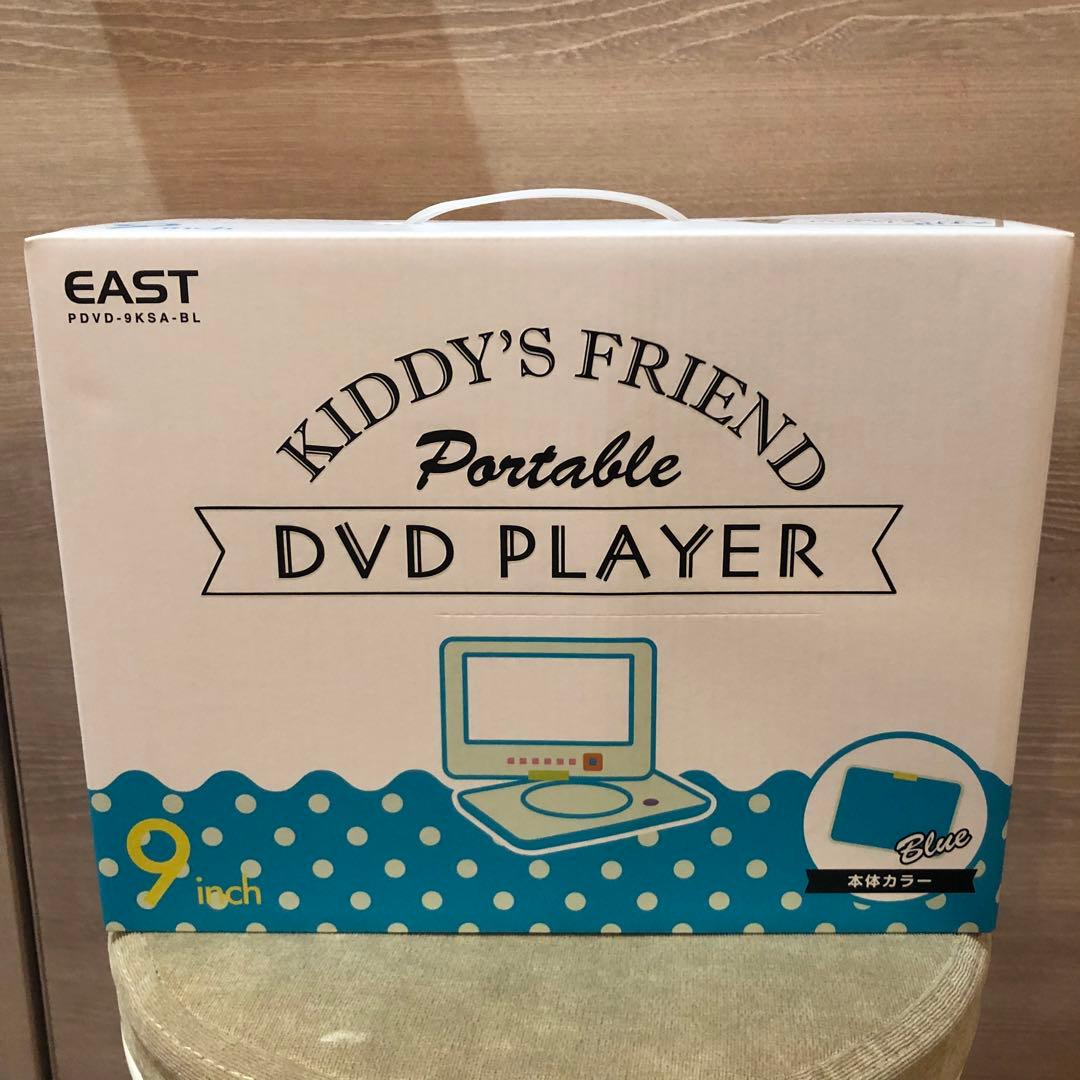 EAST
PDVD-9KSA-BL
KIDDY'S FRIEND
Portable
DVD PLAYER
9 inch
Blue
本体カラー